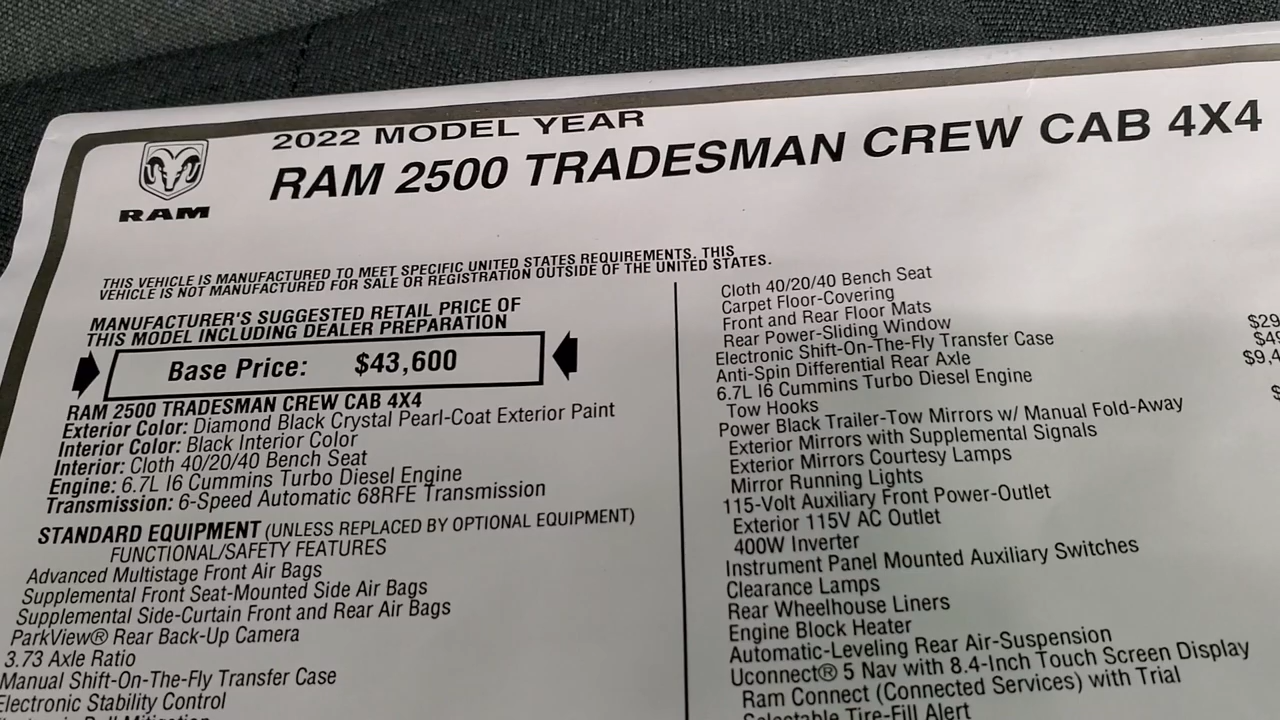 2022 MODEL YEAR
RAM 2500 TRADESMAN CREW CAB 4X4
RAM
THIS VEHICLE IS MANUFACTURED TO MEET SPECIFIC UNITED STATES REQUIREMENTS. THIS
VEHICLE IS NOT MANUFACTURED FOR SALE OR REGISTRATION OUTSIDE OF THE UNITED STATES.
MANUFACTURER'S SUGGESTED RETAIL PRICE OF
THIS MODEL INCLUDING DEALER PREPARATION
Base Price: $43,600
RAM 2500 TRADESMAN CREW CAB 4X4
Exterior Color: Diamond Black Crystal Pearl-Coat Exterior Paint
Interior Color: Black Interior Color
Interior: Cloth 40/20/40 Bench Seat
Engine: 6.7L I6 Cummins Turbo Diesel Engine
Transmission: 6-Speed Automatic 68RFE Transmission
STANDARD EQUIPMENT (UNLESS REPLACED BY OPTIONAL EQUIPMENT)
FUNCTIONAL/SAFETY FEATURES
Advanced Multistage Front Air Bags
Supplemental Front Seat-Mounted Side Air Bags
Supplemental Side-Curtain Front and Rear Air Bags
ParkView® Rear Back-Up Camera
3.73 Axle Ratio
Manual Shift-On-The-Fly Transfer Case
Electronic Stability Control
Cloth 40/20/40 Bench Seat
Carpet Floor-Covering
Front and Rear Floor Mats
Rear Power-Sliding Window
Electronic Shift-On-The-Fly Transfer Case
Anti-Spin Differential Rear Axle
6.7L I6 Cummins Turbo Diesel Engine
Tow Hooks
Power Black Trailer-Tow Mirrors w/ Manual Fold-Away
Exterior Mirrors with Supplemental Signals
Exterior Mirrors Courtesy Lamps
Mirror Running Lights
115-Volt Auxiliary Front Power-Outlet
Exterior 115V AC Outlet
400W Inverter
Instrument Panel Mounted Auxiliary Switches
Clearance Lamps
Rear Wheelhouse Liners
Engine Block Heater
Automatic-Leveling Rear Air-Suspension
Uconnect® 5 Nav with 8.4-Inch Touch Screen Display
Ram Connect (Connected Services) with Trial
Selectable Tire-Fill Alert